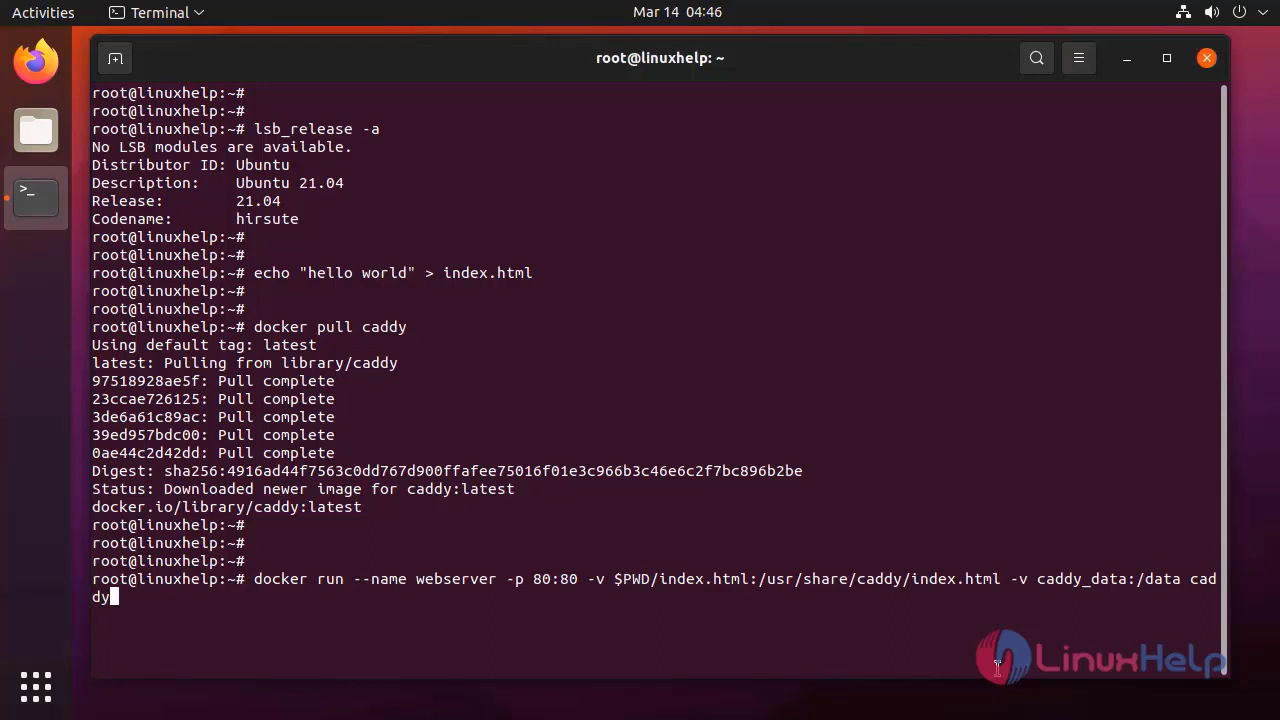 Activities Terminal Mar 14 04:46
root@linuxhelp: ~
root@linuxhelp:~#
root@linuxhelp:~#
root@linuxhelp:~# lsb_release -a
No LSB modules are available.
Distributor ID: Ubuntu
Description: Ubuntu 21.04
Release: 21.04
Codename: hirsute
root@linuxhelp:~#
root@linuxhelp:~#
root@linuxhelp:~# echo "hello world" > index.html
root@linuxhelp:~#
root@linuxhelp:~#
root@linuxhelp:~# docker pull caddy
Using default tag: latest
latest: Pulling from library/caddy
97518928ae5f: Pull complete
23ccae726125: Pull complete
3de6a61c89ac: Pull complete
39ed957bdc00: Pull complete
0ae44c2d42dd: Pull complete
Digest: sha256:4916ad44f7563c0dd767d900ffafee75016f01e3c966b3c46e6c2f7bc896b2be
Status: Downloaded newer image for caddy:latest
docker.io/library/caddy:latest
root@linuxhelp:~#
root@linuxhelp:~#
root@linuxhelp:~#
root@linuxhelp:~# docker run --name webserver -p 80:80 -v $PWD/index.html:/usr/share/caddy/index.html -v caddy_data:/data cad
dy
LinuxHelp